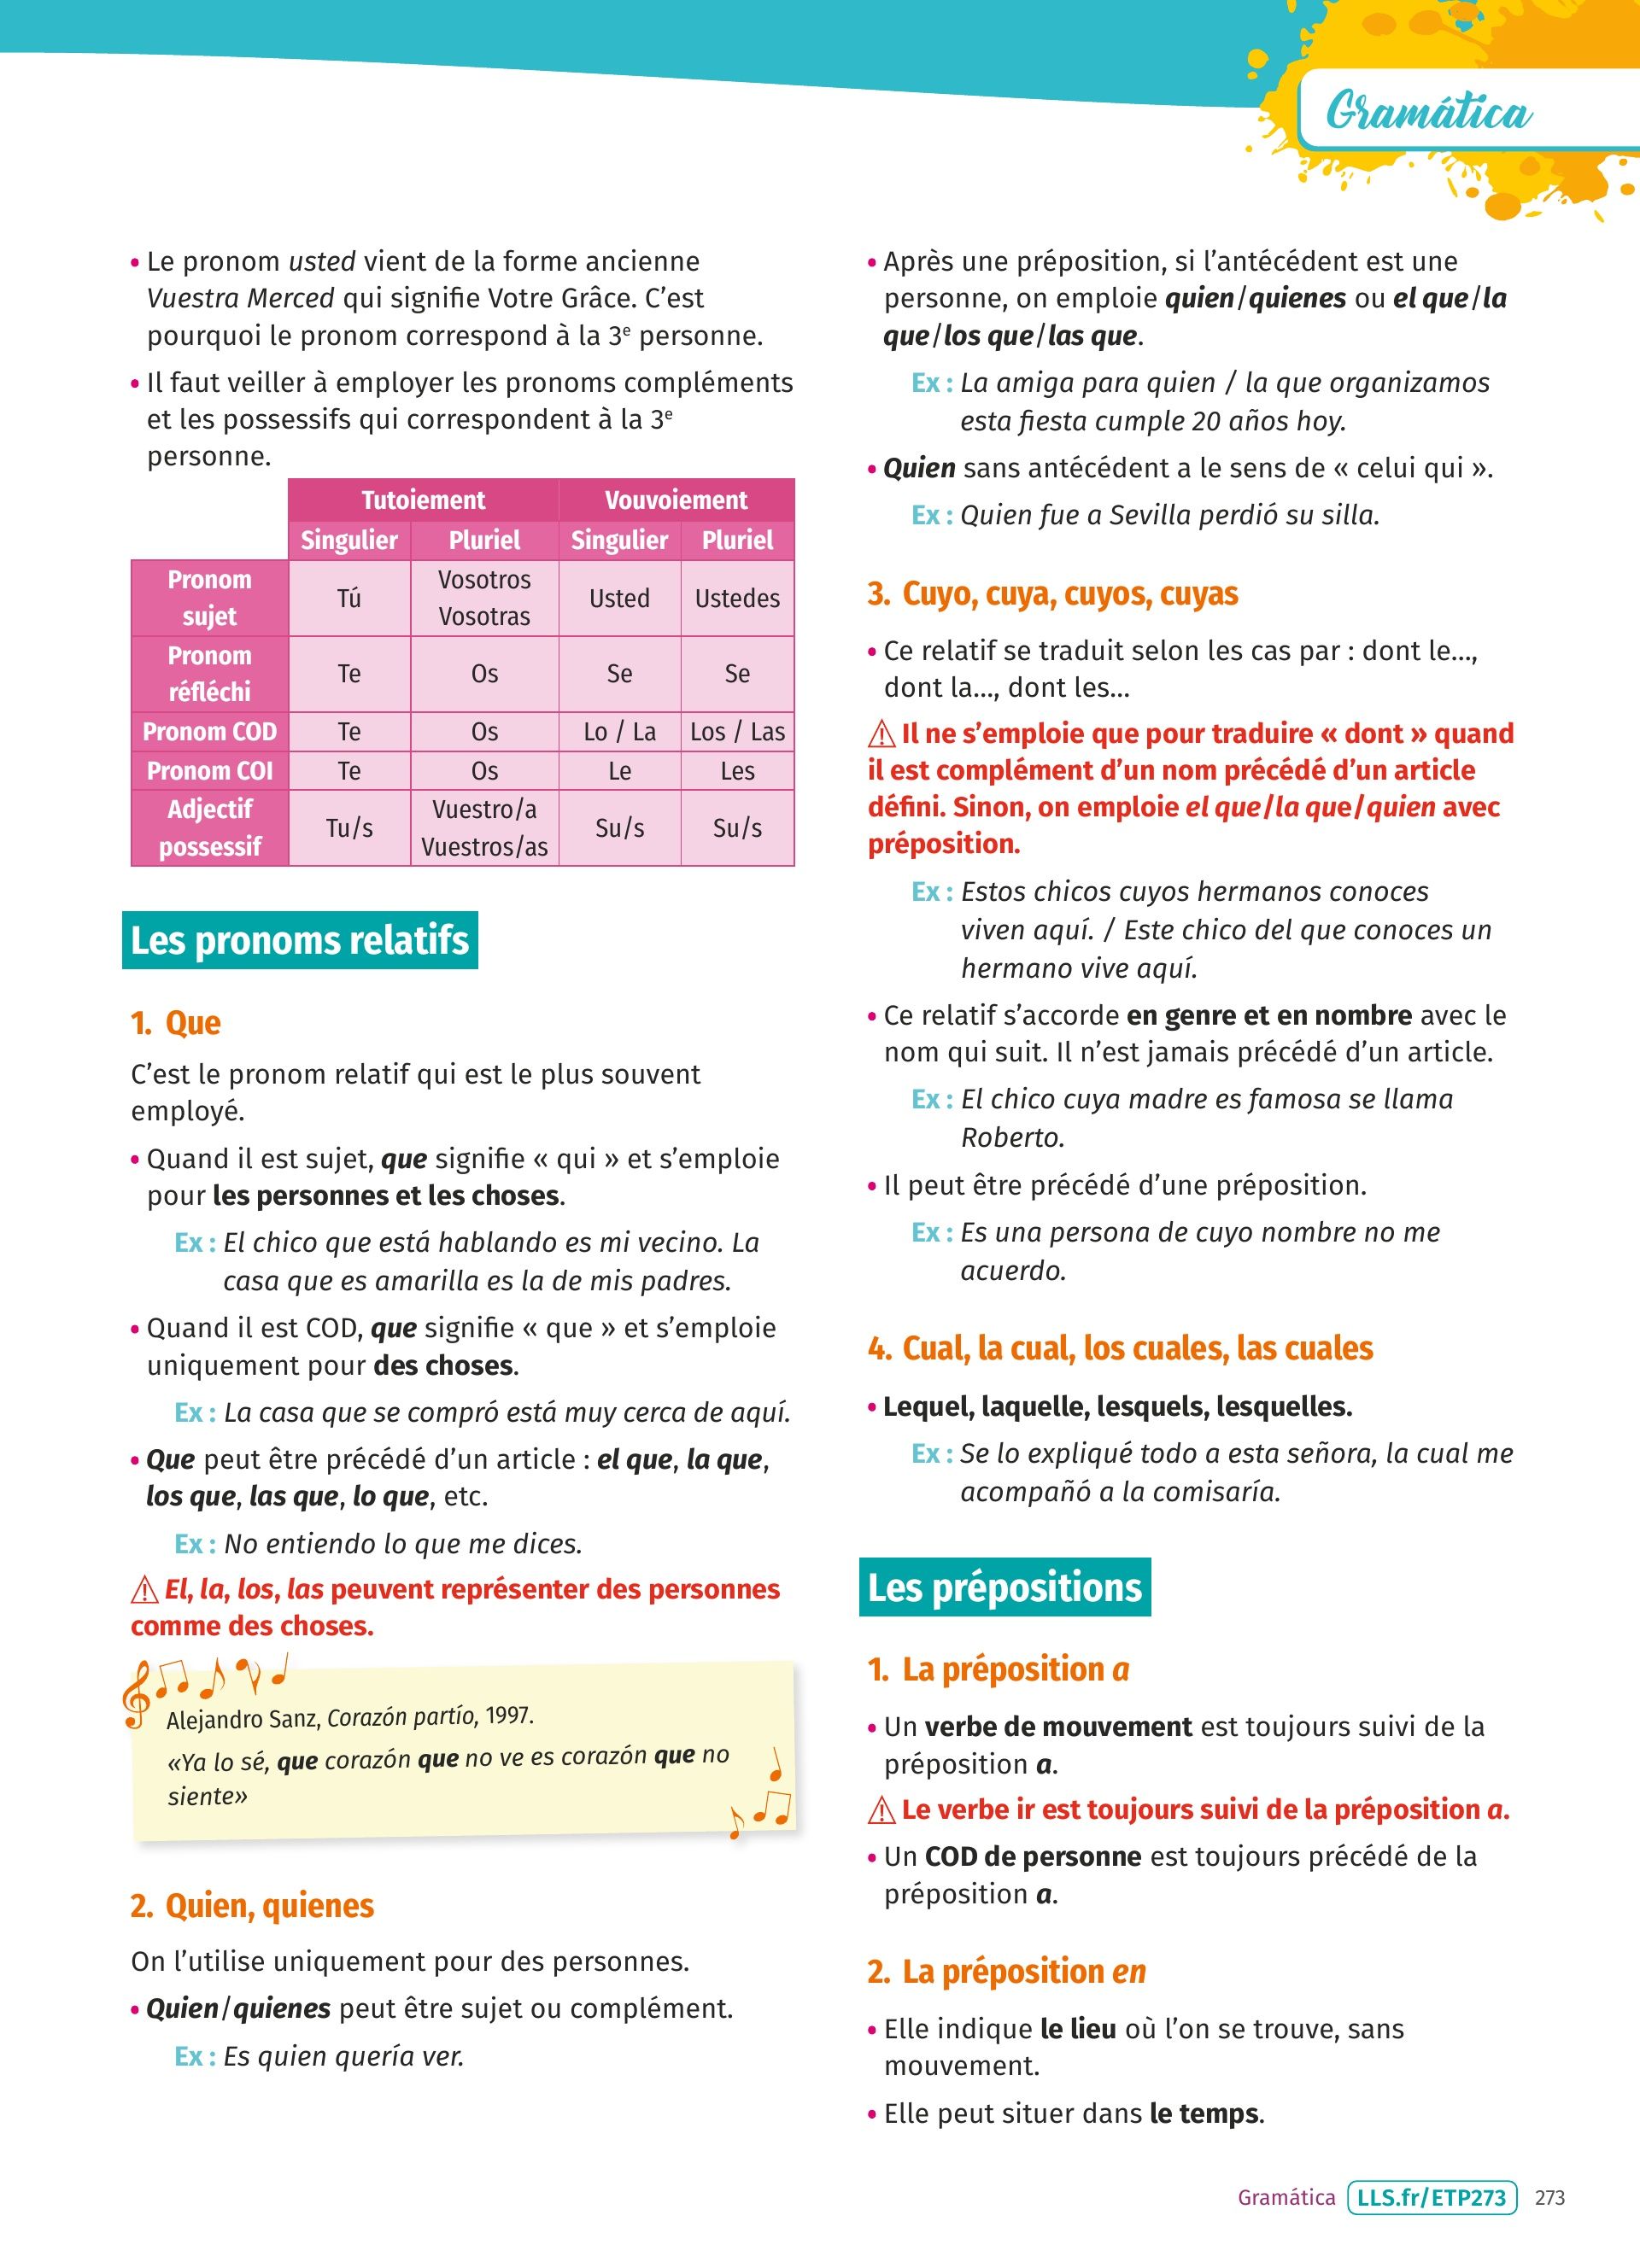 Gramática
• Le pronom usted vient de la forme ancienne
Vuestra Merced qui signifie Votre Grâce. C’est
pourquoi le pronom correspond à la 3e personne.
• Il faut veiller à employer les pronoms compléments
et les possessifs qui correspondent à la 3e
personne.
Tutoiement Vouvoiement
Singulier Pluriel Singulier Pluriel
Pronom sujet Tú Vosotros Vosotras Usted Ustedes
Pronom réfléchi Te Os Se Se
Pronom COD Te Os Lo / La Los / Las
Pronom COI Te Os Le Les
Adjectif possessif Tu/s Vuestro/a Vuestros/as Su/s Su/s
Les pronoms relatifs
1. Que
C’est le pronom relatif qui est le plus souvent
employé.
• Quand il est sujet, que signifie « qui » et s’emploie
pour les personnes et les choses.
Ex : El chico que está hablando es mi vecino. La
casa que es amarilla es la de mis padres.
• Quand il est COD, que signifie « que » et s’emploie
uniquement pour des choses.
Ex : La casa que se compró está muy cerca de aquí.
• Que peut être précédé d’un article : el que, la que,
los que, las que, lo que, etc.
Ex : No entiendo lo que me dices.
⚠ El, la, los, las peuvent représenter des personnes
comme des choses.
Alejandro Sanz, Corazón partío, 1997.
«Ya lo sé, que corazón que no ve es corazón que no
siente»
2. Quien, quienes
On l’utilise uniquement pour des personnes.
• Quien/quienes peut être sujet ou complément.
Ex : Es quien quería ver.
• Après une préposition, si l’antécédent est une
personne, on emploie quien/quienes ou el que/la
que/los que/las que.
Ex : La amiga para quien / la que organizamos
esta fiesta cumple 20 años hoy.
• Quien sans antécédent a le sens de « celui qui ».
Ex : Quien fue a Sevilla perdió su silla.
3. Cuyo, cuya, cuyos, cuyas
• Ce relatif se traduit selon les cas par : dont le…,
dont la…, dont les…
⚠ Il ne s’emploie que pour traduire « dont » quand
il est complément d’un nom précédé d’un article
défini. Sinon, on emploie el que/la que/quien avec
préposition.
Ex : Estos chicos cuyos hermanos conoces
viven aquí. / Este chico del que conoces un
hermano vive aquí.
• Ce relatif s’accorde en genre et en nombre avec le
nom qui suit. Il n’est jamais précédé d’un article.
Ex : El chico cuya madre es famosa se llama
Roberto.
• Il peut être précédé d’une préposition.
Ex : Es una persona de cuyo nombre no me
acuerdo.
4. Cual, la cual, los cuales, las cuales
• Lequel, laquelle, lesquels, lesquelles.
Ex : Se lo expliqué todo a esta señora, la cual me
acompañó a la comisaría.
Les prépositions
1. La préposition a
• Un verbe de mouvement est toujours suivi de la
préposition a.
⚠ Le verbe ir est toujours suivi de la préposition a.
• Un COD de personne est toujours précédé de la
préposition a.
2. La préposition en
• Elle indique le lieu où l’on se trouve, sans
mouvement.
• Elle peut situer dans le temps.
Gramática LLS.fr/ETP273 273